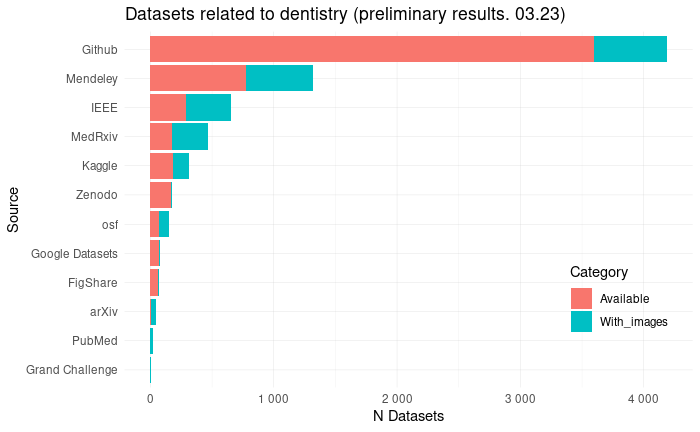 Datasets related to dentistry (preliminary results. 03.23)
Github
Mendeley
IEEE
MedRxiv
Kaggle
Zenodo
osf
Google Datasets
FigShare
arXiv
PubMed
Grand Challenge
Source
Category
Available
With_images
0 1 000 2 000 3 000 4 000
N Datasets